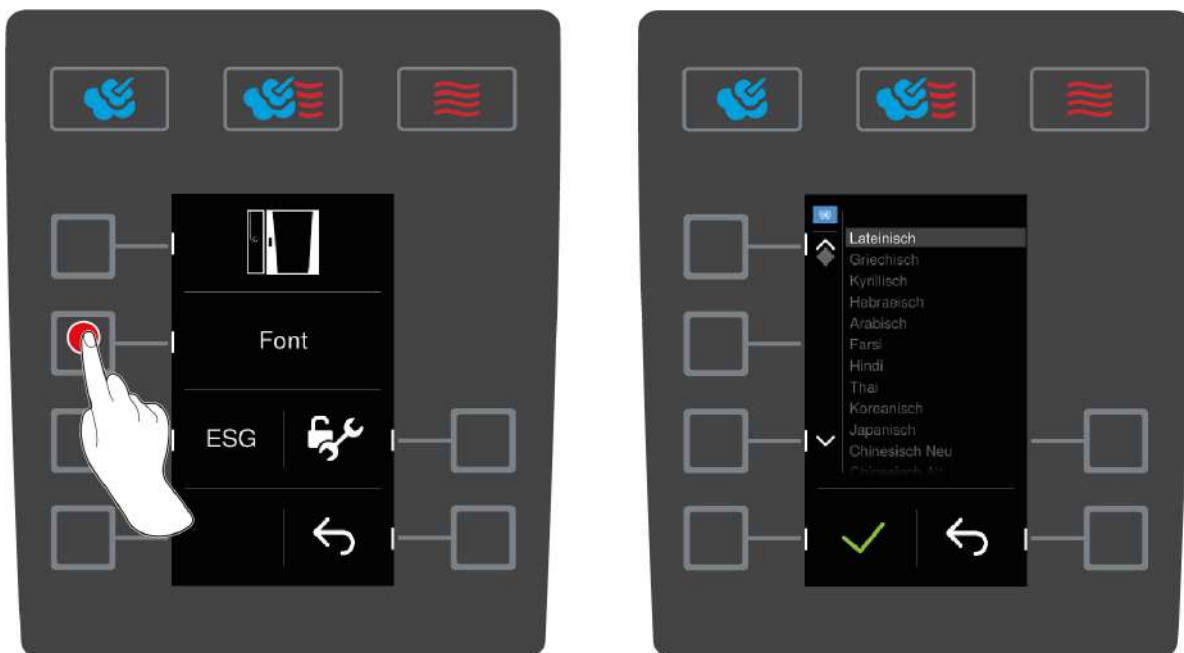 Font
ESG
Lateinisch
Griechisch
Kyrillisch
Hebraeisch
Arabisch
Farsi
Hindi
Thai
Koreanisch
Japanisch
Chinesisch Neu